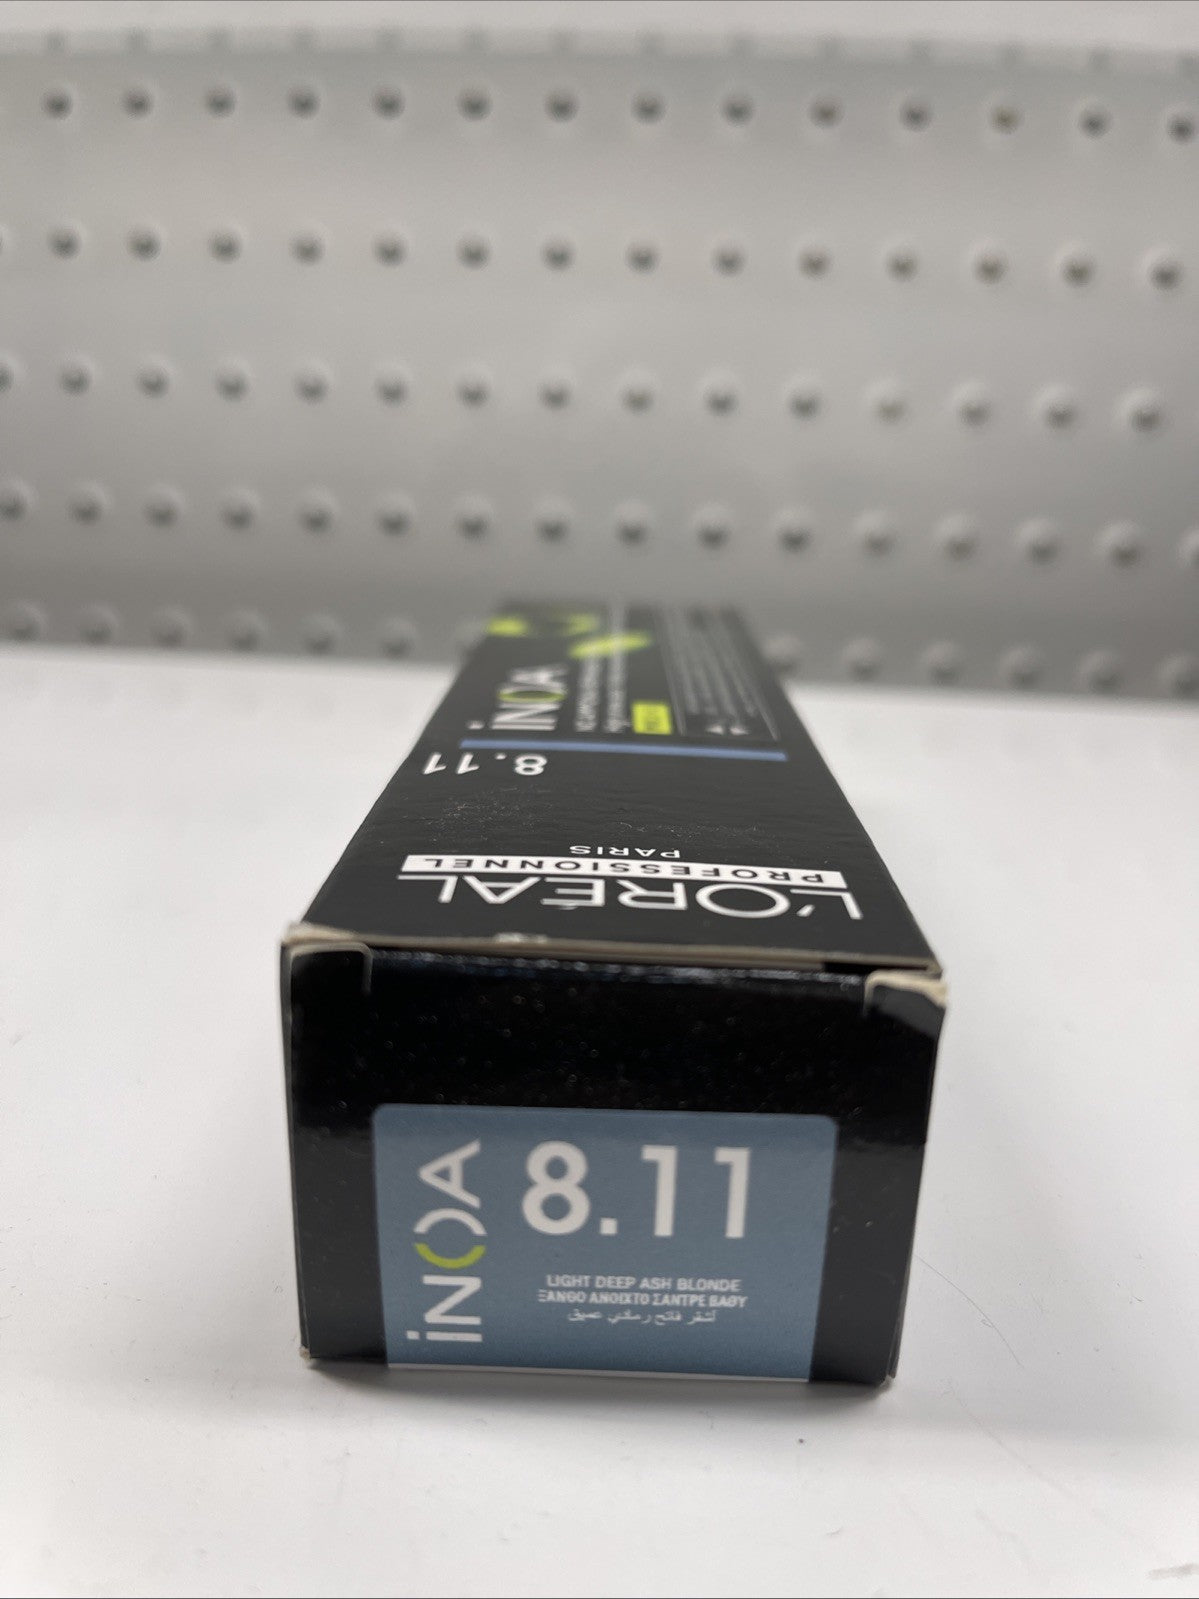 iNOA
8.11
L'ORÉAL
PROFESSIONNEL
PARIS
iNOA
8.11
LIGHT DEEP ASH BLONDE
ΞΑΝΘΟ ΑΝΟΙΧΤΟ ΣΑΝΤΡΕ ΒΑΘΥ
أشقر فاتح رمادي عميق